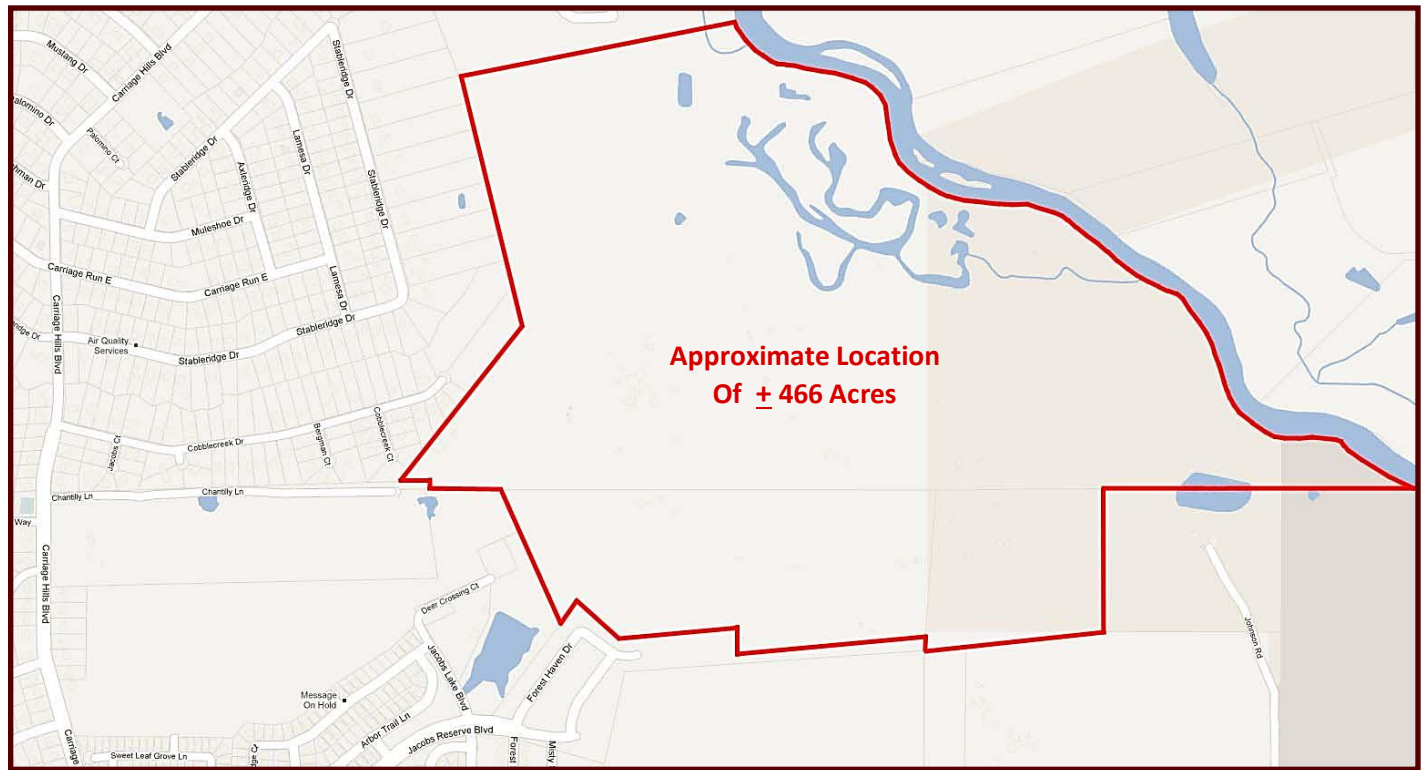 Mustang Dr
Carriage Hills Blvd
Stableridge Dr
Palomino Ct
Stableridge Dr
Lamesa Dr
Axleridge Dr
Stableridge Dr
Muleshoe Dr
Carriage Run E
Carriage Run E
Lamesa Dr
Carriage Hills Blvd
Stableridge Dr
Air Quality
Services
Stableridge Dr
Approximate Location
Of ± 466 Acres
Cobblecreek Dr
Jacobs Ct
Bergman Ct
Cobblecreek Ct
Chantilly Ln
Chantilly Ln
Way
Carriage Hills Blvd
Deer Crossing Ct
Johnson Rd
Jacobs Lake Blvd
Forest Haven Dr
Message
On Hold
Arbor Trail Ln
Jacobs Reserve Blvd
Carriage
Sweet Leaf Grove Ln
Forest
Misty